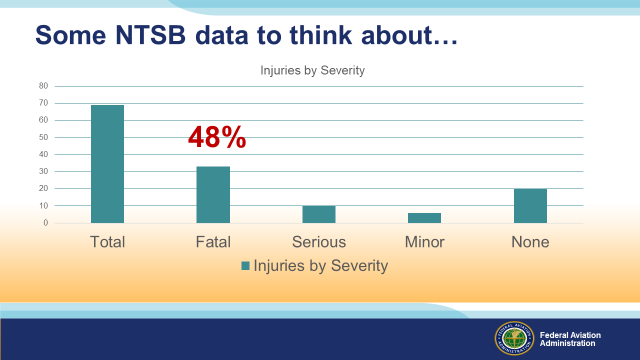 Some NTSB data to think about…
Injuries by Severity
80
70
60
50
40
30
20
10
0
48%
Total Fatal Serious Minor None
Injuries by Severity
Federal Aviation
Administration